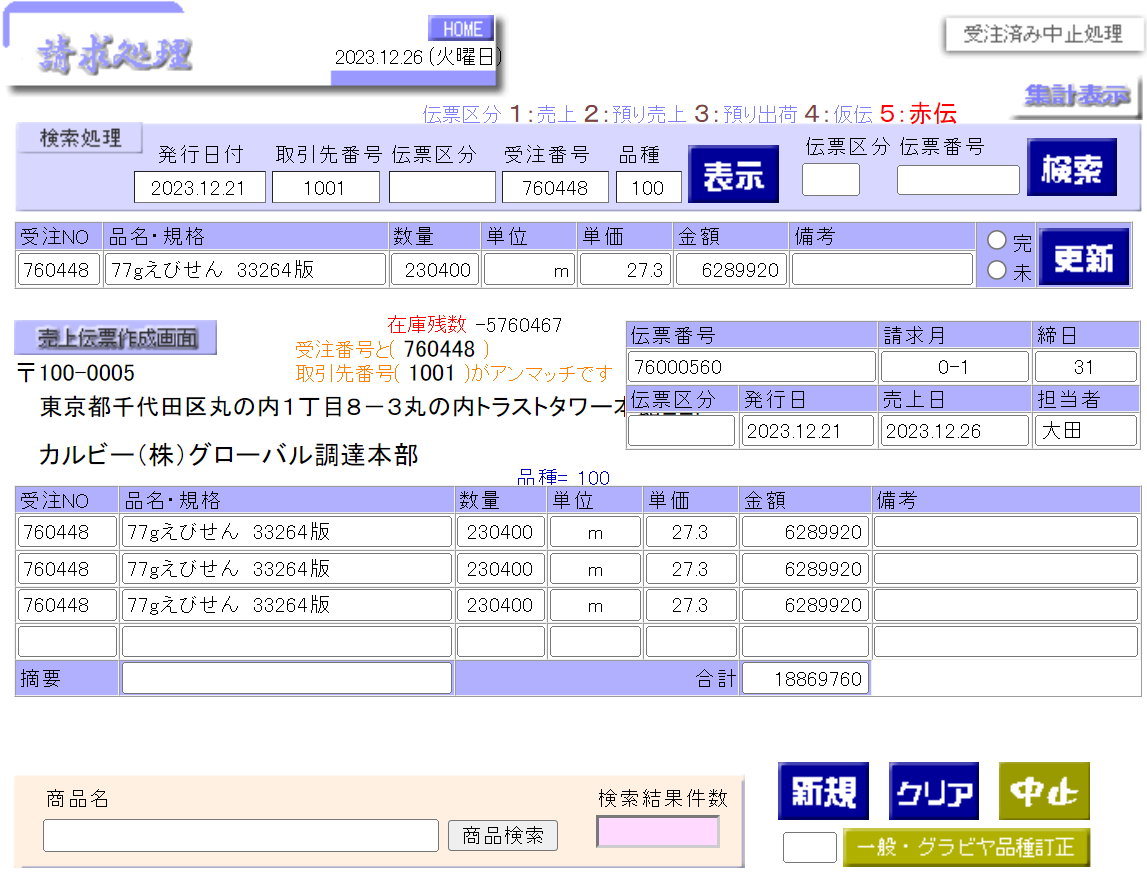 請求処理
HOME
2023.12.26 (火曜日)
受注済み中止処理
集計表示
伝票区分 1:売上 2:預り売上 3:預り出荷 4:仮伝 5:赤伝
検索処理
発行日付 取引先番号 伝票区分 受注番号 品種 伝票区分 伝票番号
2023.12.21 1001 760448 100 表示 検索
受注NO 品名・規格 数量 単位 単価 金額 備考
760448 77gえびせん 33264版 230400 m 27.3 6289920
完
未
更新
売上伝票作成画面
在庫残数 -5760467
受注番号と( 760448 )
取引先番号( 1001 )がアンマッチです
〒100-0005
東京都千代田区丸の内1丁目8-3丸の内トラストタワー
カルビー(株)グローバル調達本部
伝票番号 請求月 締日
76000560 0-1 31
伝票区分 発行日 売上日 担当者
2023.12.21 2023.12.26 大田
品種= 100
受注NO 品名・規格 数量 単位 単価 金額 備考
760448 77gえびせん 33264版 230400 m 27.3 6289920
760448 77gえびせん 33264版 230400 m 27.3 6289920
760448 77gえびせん 33264版 230400 m 27.3 6289920
摘要 合計 18869760
商品名 検索結果件数
商品検索
新規 クリア 中止
一般・グラビヤ品種訂正